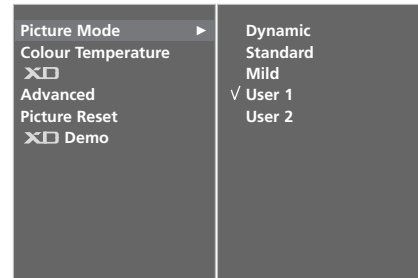 Picture Mode ►
Colour Temperature
XD
Advanced
Picture Reset
XD Demo
Dynamic
Standard
Mild
√ User 1
User 2